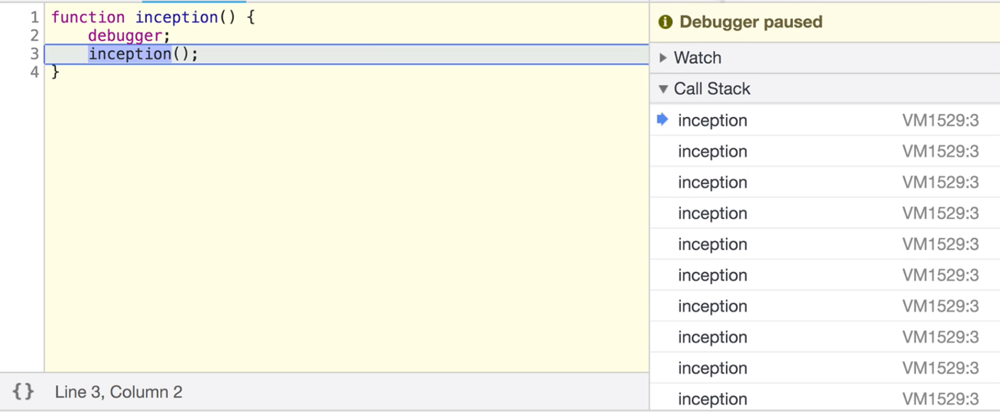 1 function inception() {
2     debugger;
3     inception();
4 }
{} Line 3, Column 2
Debugger paused
Watch
Call Stack
inception VM1529:3
inception VM1529:3
inception VM1529:3
inception VM1529:3
inception VM1529:3
inception VM1529:3
inception VM1529:3
inception VM1529:3
inception VM1529:3
inception VM1529:3